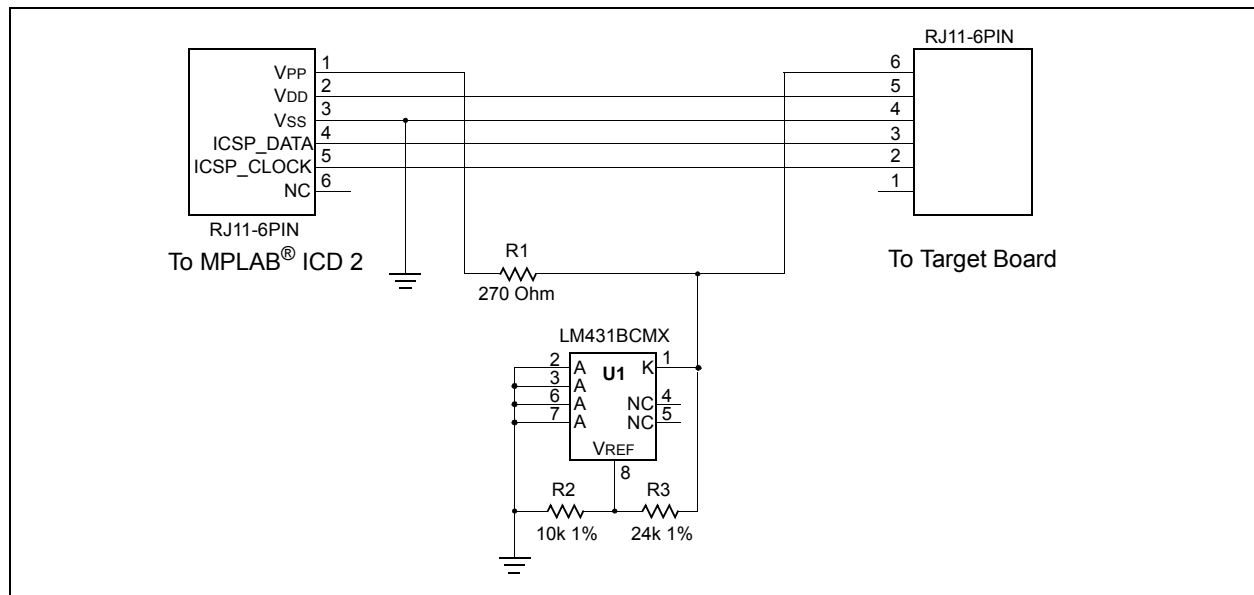 RJ11-6PIN
VPP 1
VDD 2
VSS 3
ICSP_DATA 4
ICSP_CLOCK 5
NC 6
RJ11-6PIN
To MPLAB® ICD 2
6
5
4
3
2
1
To Target Board
R1
270 Ohm
LM431BCMX
2 A
3 A
6 A
7 A
U1
K 1
NC 4
NC 5
VREF
8
R2
10k 1%
R3
24k 1%